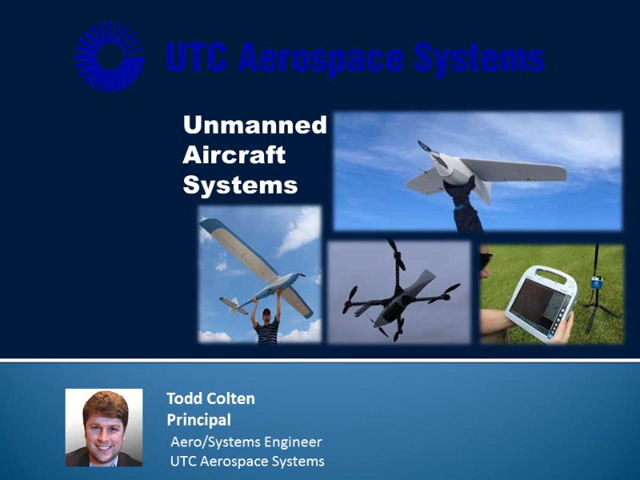 UTC Aerospace Systems
Unmanned
Aircraft
Systems
Todd Colten
Principal
Aero/Systems Engineer
UTC Aerospace Systems